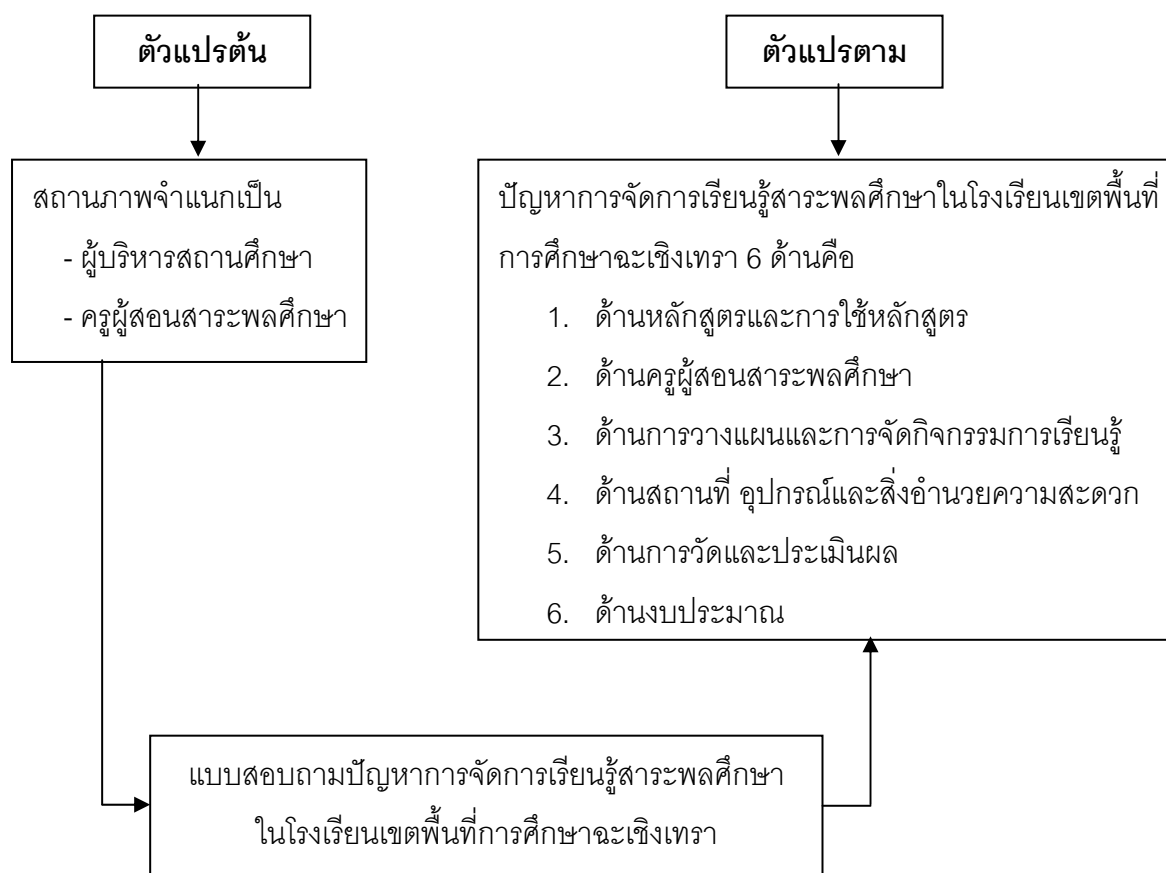 ตัวแปรต้น
ตัวแปรตาม
สถานภาพจำแนกเป็น
- ผู้บริหารสถานศึกษา
- ครูผู้สอนสาระพลศึกษา
ปัญหาการจัดการเรียนรู้สาระพลศึกษาในโรงเรียนเขตพื้นที่
การศึกษาฉะเชิงเทรา 6 ด้านคือ
1. ด้านหลักสูตรและการใช้หลักสูตร
2. ด้านครูผู้สอนสาระพลศึกษา
3. ด้านการวางแผนและการจัดกิจกรรมการเรียนรู้
4. ด้านสถานที่ อุปกรณ์และสิ่งอำนวยความสะดวก
5. ด้านการวัดและประเมินผล
6. ด้านงบประมาณ
แบบสอบถามปัญหาการจัดการเรียนรู้สาระพลศึกษา
ในโรงเรียนเขตพื้นที่การศึกษาฉะเชิงเทรา